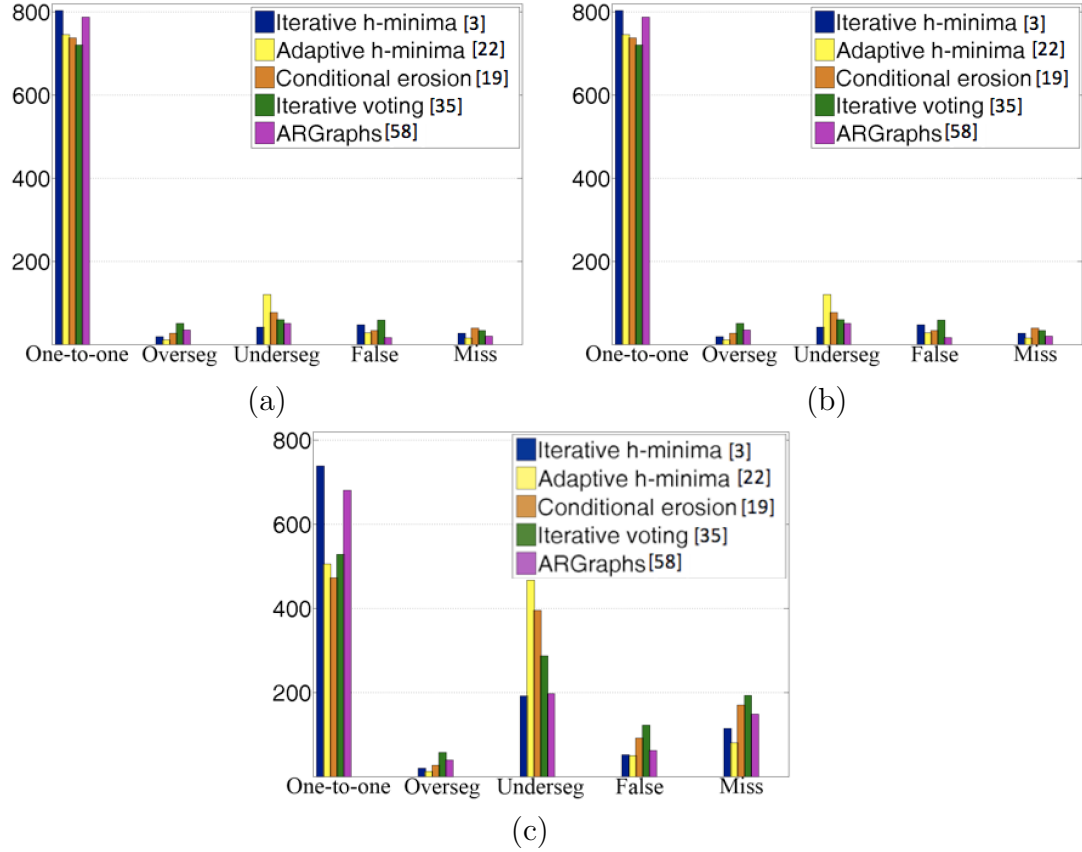 800
600
400
200
Iterative h-minima [3]
Adaptive h-minima [22]
Conditional erosion [19]
Iterative voting [35]
ARGraphs[58]
One-to-one Overseg Underseg False Miss
(a)
800
600
400
200
Iterative h-minima [3]
Adaptive h-minima [22]
Conditional erosion [19]
Iterative voting [35]
ARGraphs[58]
One-to-one Overseg Underseg False Miss
(b)
800
600
400
200
Iterative h-minima [3]
Adaptive h-minima [22]
Conditional erosion [19]
Iterative voting [35]
ARGraphs[58]
One-to-one Overseg Underseg False Miss
(c)